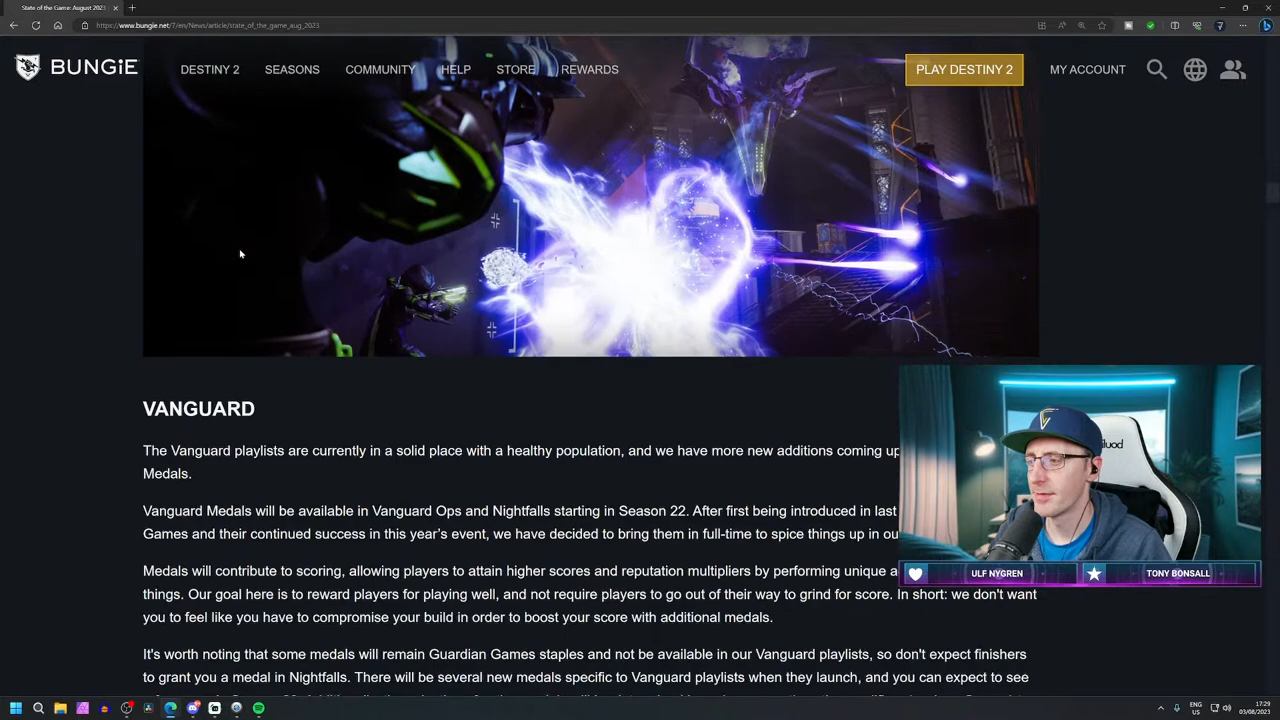 State of the Game: August 2023
https://www.bungie.net/7/en/News/article/state_of_the_game_aug_2023
BUNGiE
DESTINY 2
SEASONS
COMMUNITY
HELP
STORE
REWARDS
PLAY DESTINY 2
MY ACCOUNT
VANGUARD
The Vanguard playlists are currently in a solid place with a healthy population, and we have more new additions coming up
Medals.
Vanguard Medals will be available in Vanguard Ops and Nightfalls starting in Season 22. After first being introduced in last
Games and their continued success in this year's event, we have decided to bring them in full-time to spice things up in ou
Medals will contribute to scoring, allowing players to attain higher scores and reputation multipliers by performing unique a
things. Our goal here is to reward players for playing well, and not require players to go out of their way to grind for score. In short: we don't want
you to feel like you have to compromise your build in order to boost your score with additional medals.
It's worth noting that some medals will remain Guardian Games staples and not be available in our Vanguard playlists, so don't expect finishers
to grant you a medal in Nightfalls. There will be several new medals specific to Vanguard playlists when they launch, and you can expect to see
ULF NYGREN
TONY BONSALL
ENG
US
17:29
03/08/2023